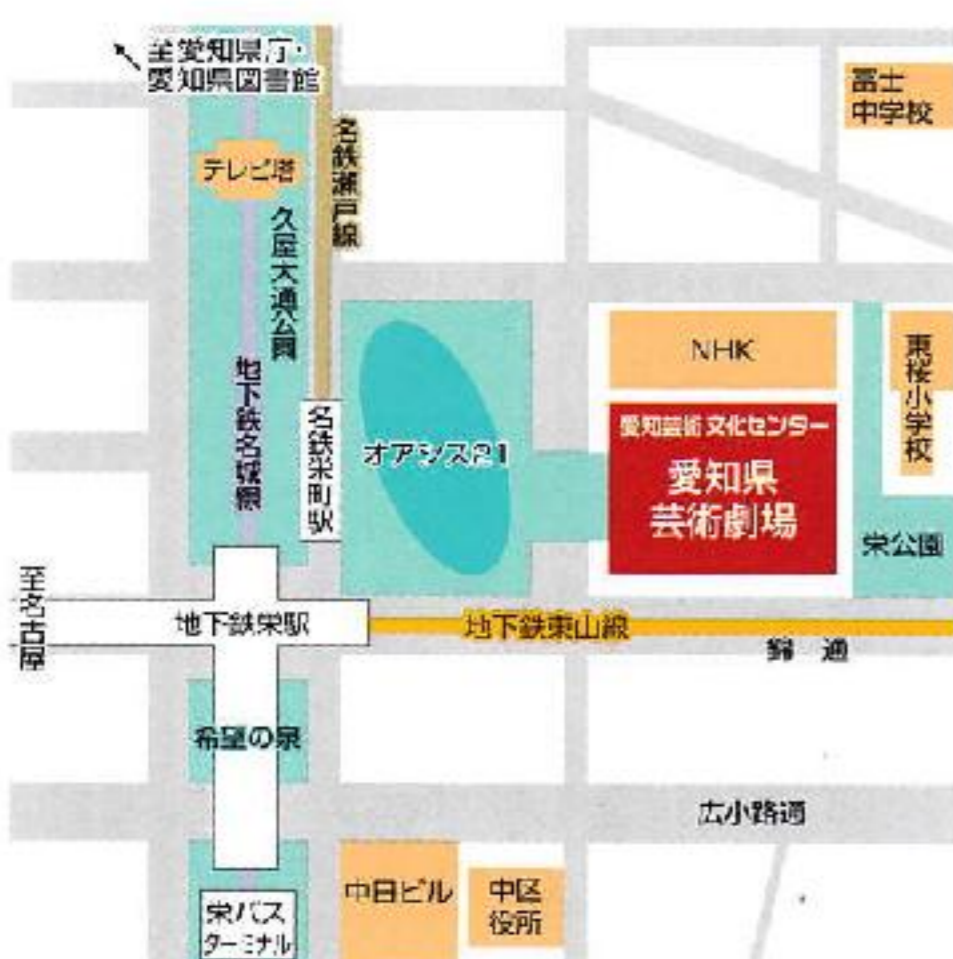 至愛知県庁・
愛知県図書館
冨士
中学校
テレビ塔
名鉄瀬戸線
久屋大通公園
地下鉄名城線
名鉄栄町駅
オアシス21
NHK
愛知芸術文化センター
愛知県
芸術劇場
東桜小学校
栄公園
至名古屋
地下鉄栄駅
地下鉄東山線
錦通
希望の泉
広小路通
中日ビル
中区
役所
栄バス
ターミナル